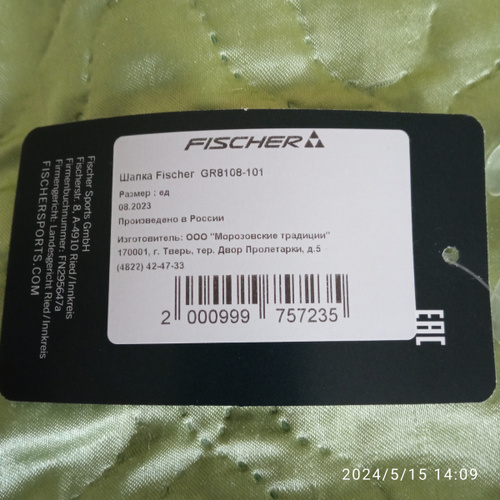 FISCHER
Шапка Fischer GR8108-101
Размер : ед
08.2023
Произведено в России
Изготовитель: ООО "Морозовские традиции"
170001, г. Тверь, тер. Двор Пролетарки, д.5
(4822) 42-47-33
2 000999 757235
Fischer Sports GmbH
Fischerstr. 8, A-4910 Ried/Innkreis
Firmenbuchnummer: FN295647a
Firmengericht: Landesgericht Ried/Innkreis
FISCHERSPORTS.COM
EAC
2024/5/15 14:09